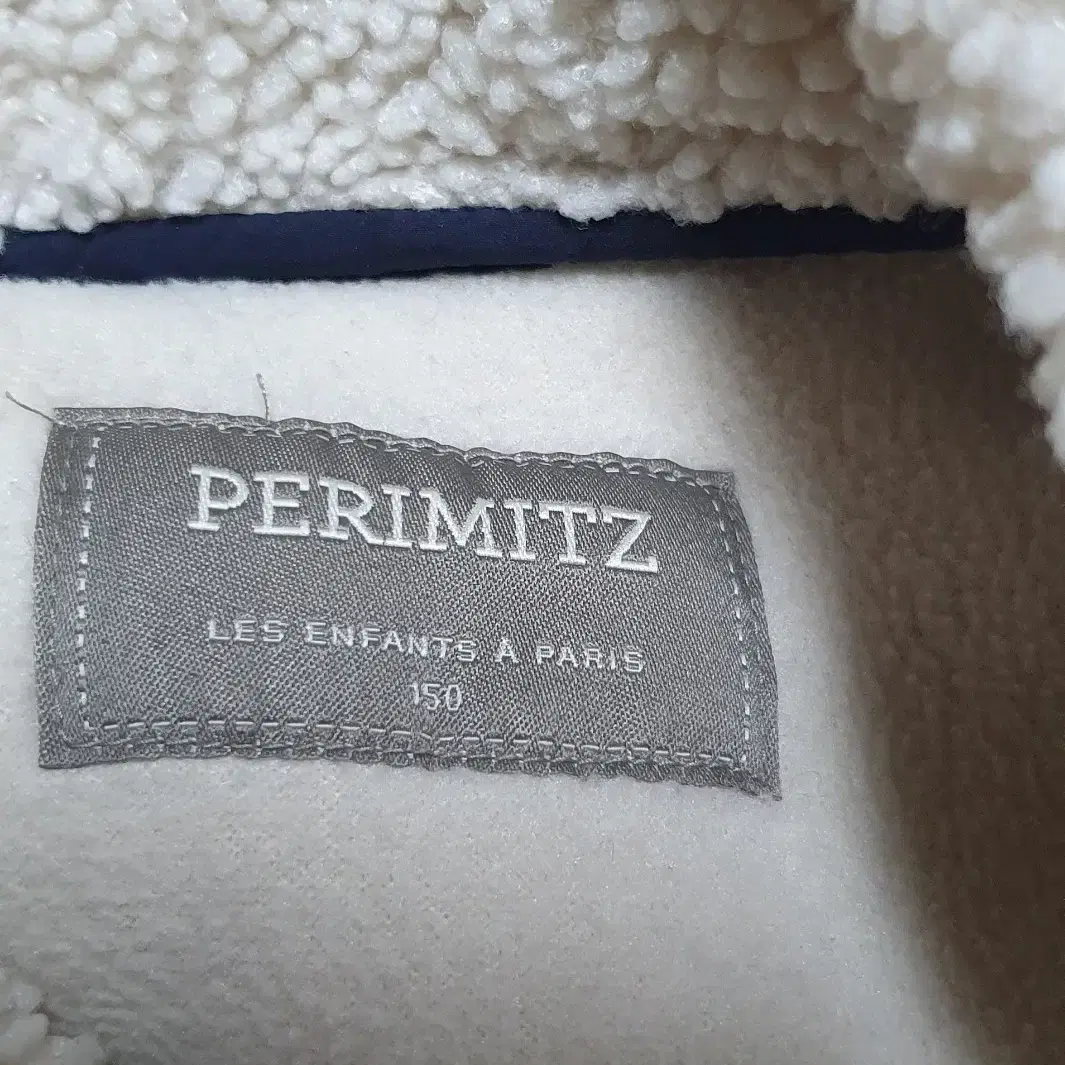 PERIMITZ
LES ENFANTS À PARIS
150